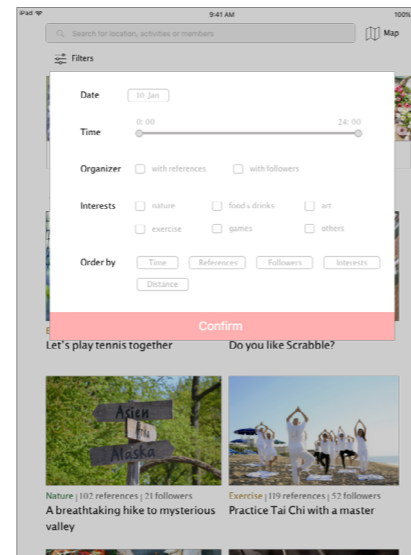 iPad 9:41 AM 100%
Search for location, activities or members Map
Filters
Date 10 Jan
0: 00 24: 00
Time
Organizer with references with followers
Interests nature food & drinks art
exercise games others
Order by Time References Followers Interests
Distance
Confirm
Let's play tennis together Do you like Scrabble?
Asien
Afrika
Alaska
Nature | 102 references | 21 followers Exercise | 119 references | 52 followers
A breathtaking hike to mysterious Practice Tai Chi with a master
valley